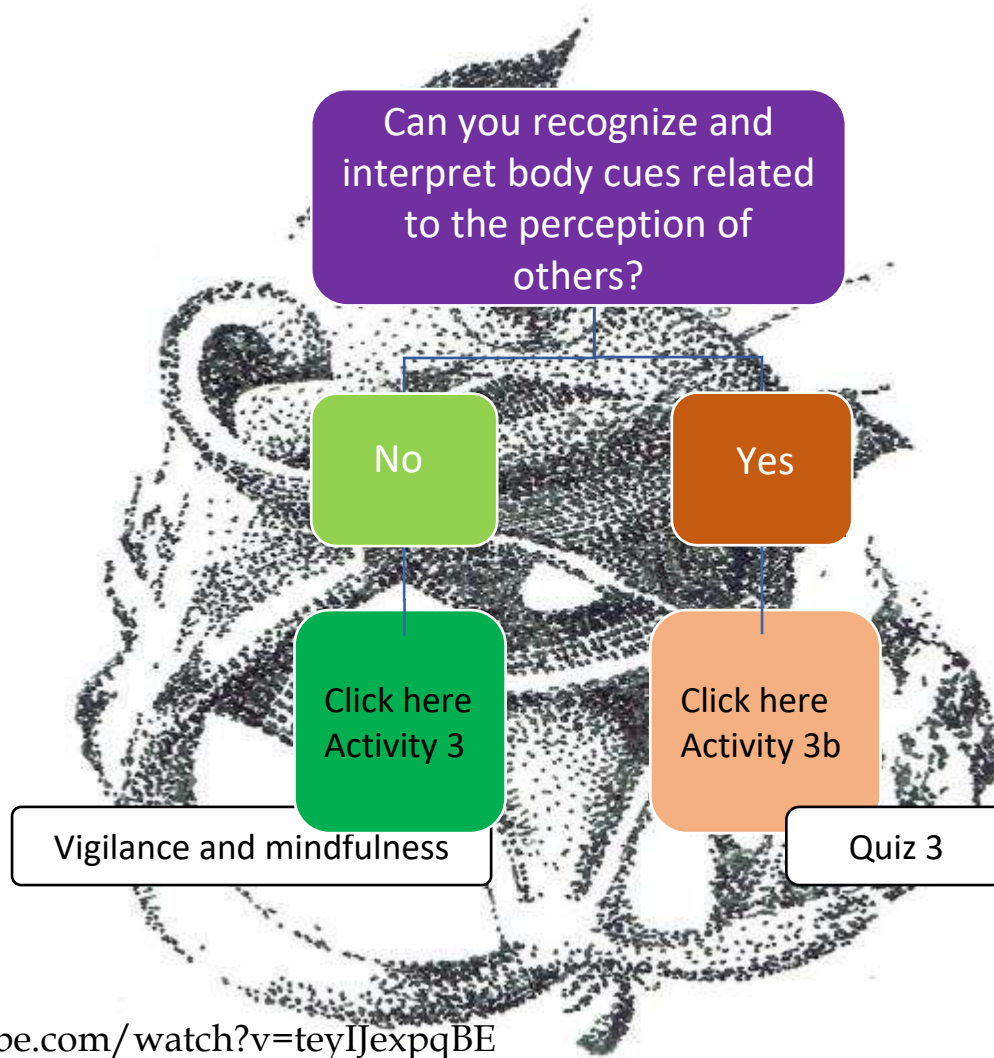 Can you recognize and
interpret body cues related
to the perception of
others?
No
Yes
Click here
Activity 3
Click here
Activity 3b
Vigilance and mindfulness
Quiz 3
be.com/watch?v=teyIJexpqBE